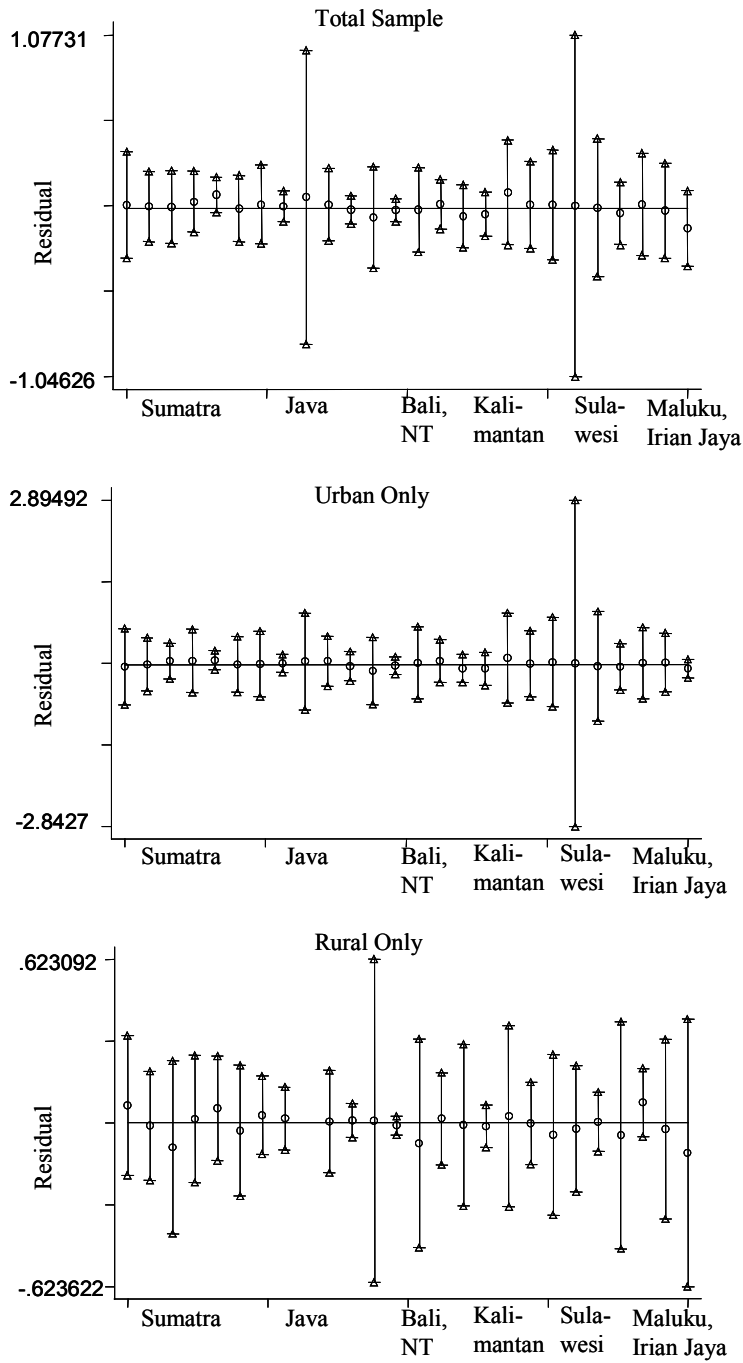 Total Sample
1.07731
Residual
-1.04626
Sumatra
Java
Bali,
NT
Kali-
mantan
Sula-
wesi
Maluku,
Irian Jaya
Urban Only
2.89492
Residual
-2.8427
Sumatra
Java
Bali,
NT
Kali-
mantan
Sula-
wesi
Maluku,
Irian Jaya
Rural Only
.623092
Residual
-.623622
Sumatra
Java
Bali,
NT
Kali-
mantan
Sula-
wesi
Maluku,
Irian Jaya